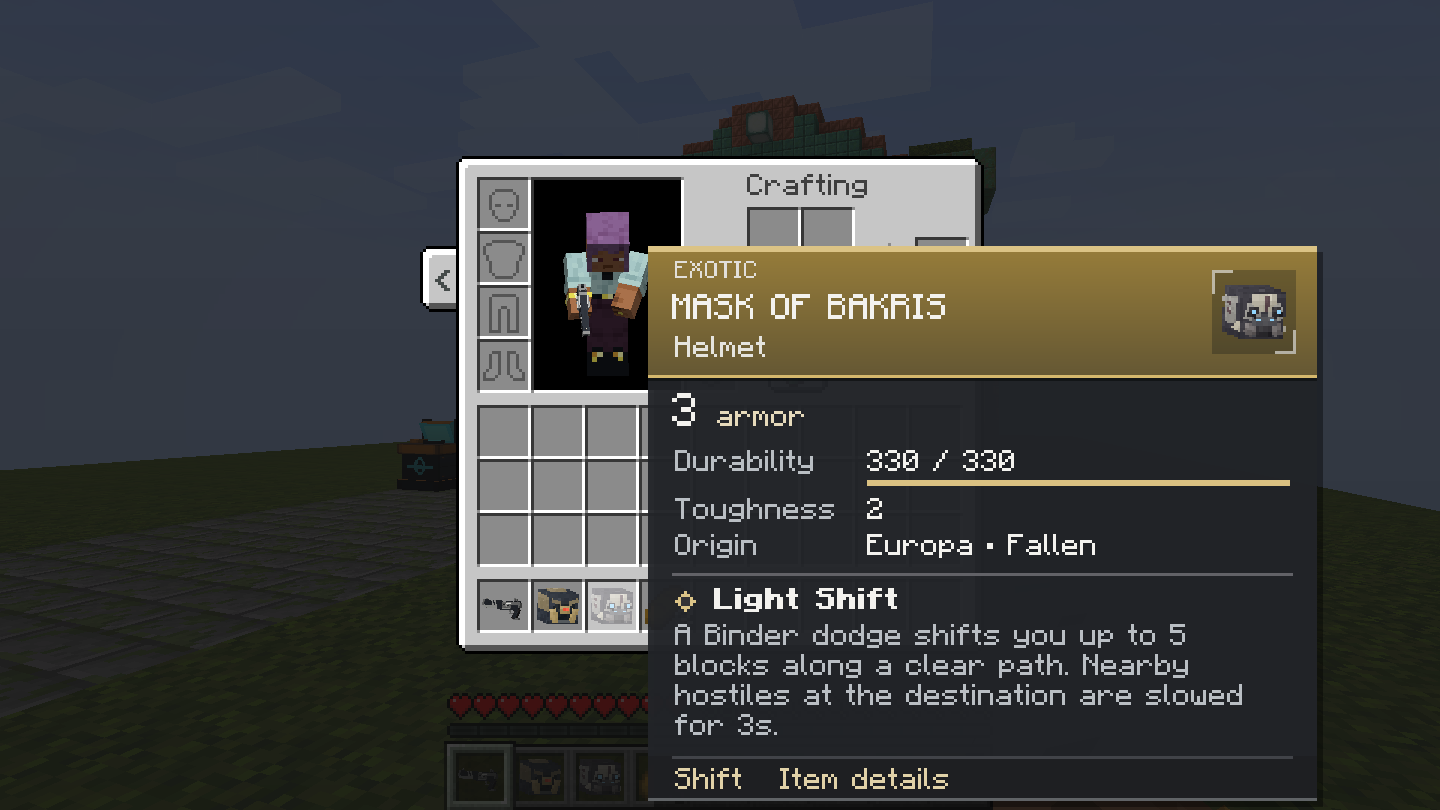 Crafting
EXOTIC
MASK OF BAKRIS
Helmet
3 armor
Durability 330 / 330
Toughness 2
Origin Europa • Fallen
Light Shift
A Binder dodge shifts you up to 5
blocks along a clear path. Nearby
hostiles at the destination are slowed
for 3s.
Shift Item details